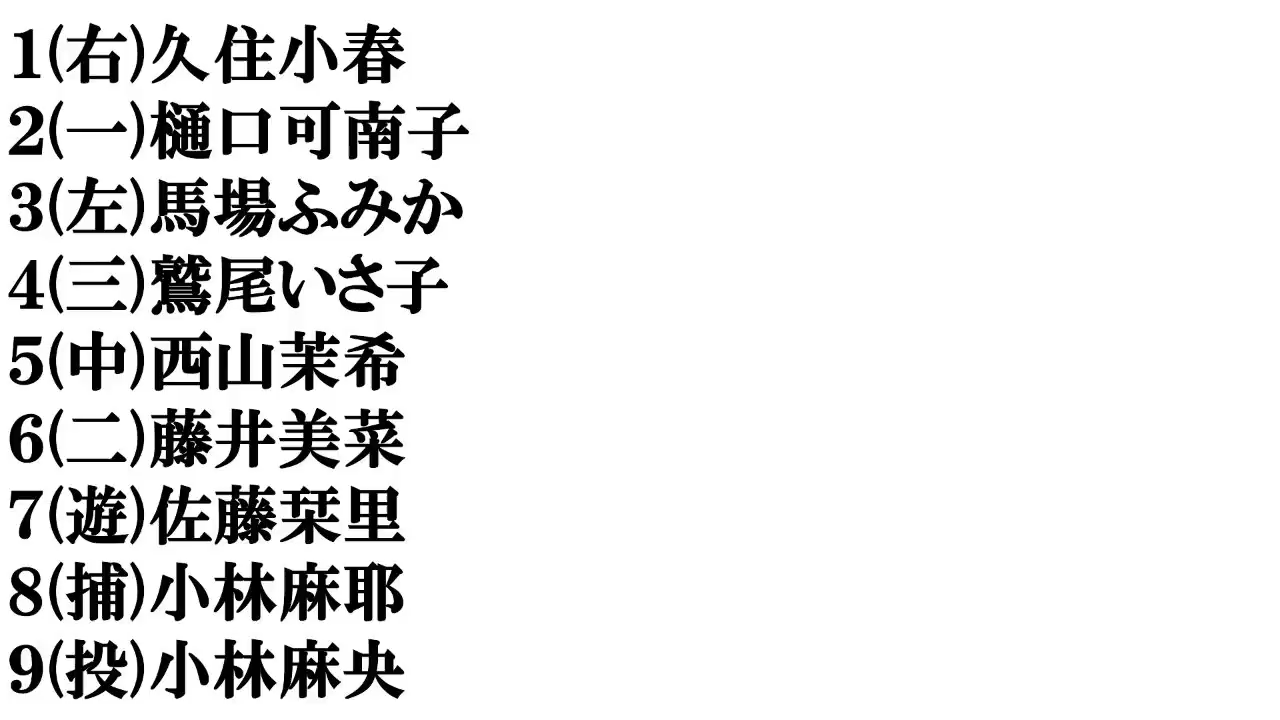 1(右)久住小春
2(一)樋口可南子
3(左)馬場ふみか
4(三)鷲尾いさ子
5(中)西山茉希
6(二)藤井美菜
7(遊)佐藤栞里
8(捕)小林麻耶
9(投)小林麻央